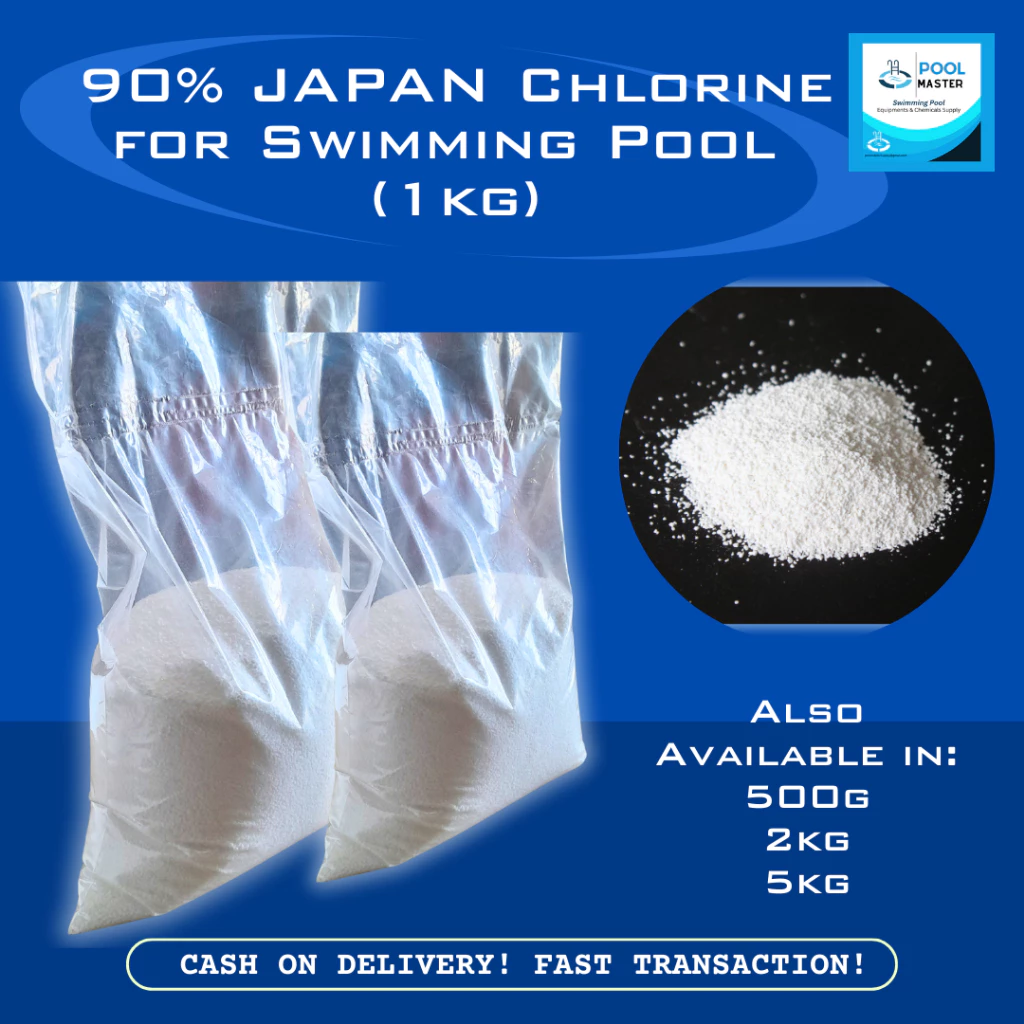 90% JAPAN CHLORINE
FOR SWIMMING POOL
(1KG)
POOL
MASTER
Swimming Pool
Equipments & Chemicals Supply
ALSO
AVAILABLE IN:
500G
2KG
5KG
CASH ON DELIVERY! FAST TRANSACTION!